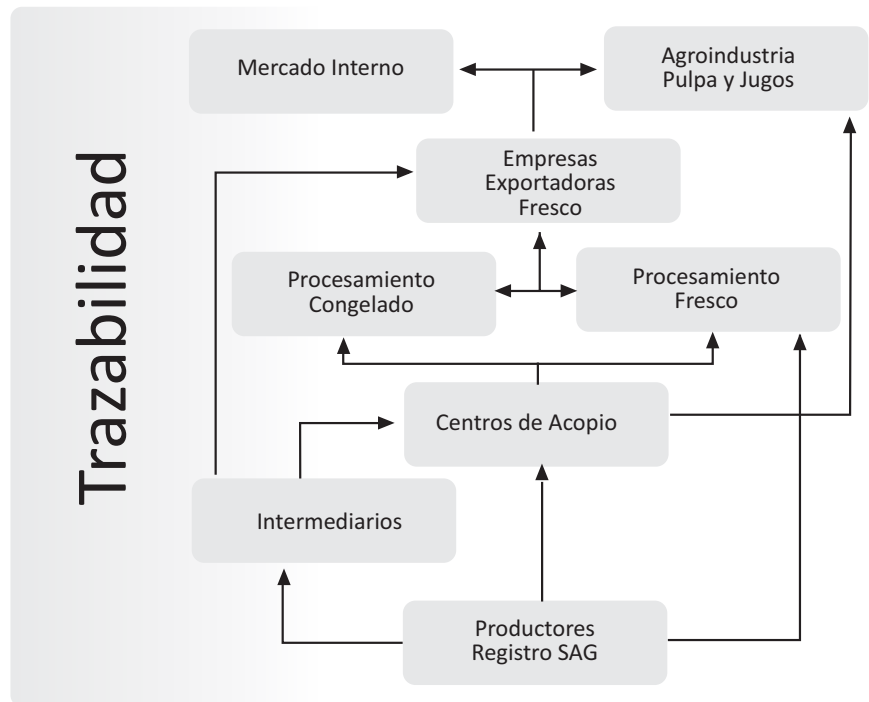 Trazabilidad
Mercado Interno
Agroindustria
Pulpa y Jugos
Empresas
Exportadoras
Fresco
Procesamiento
Congelado
Procesamiento
Fresco
Centros de Acopio
Intermediarios
Productores
Registro SAG